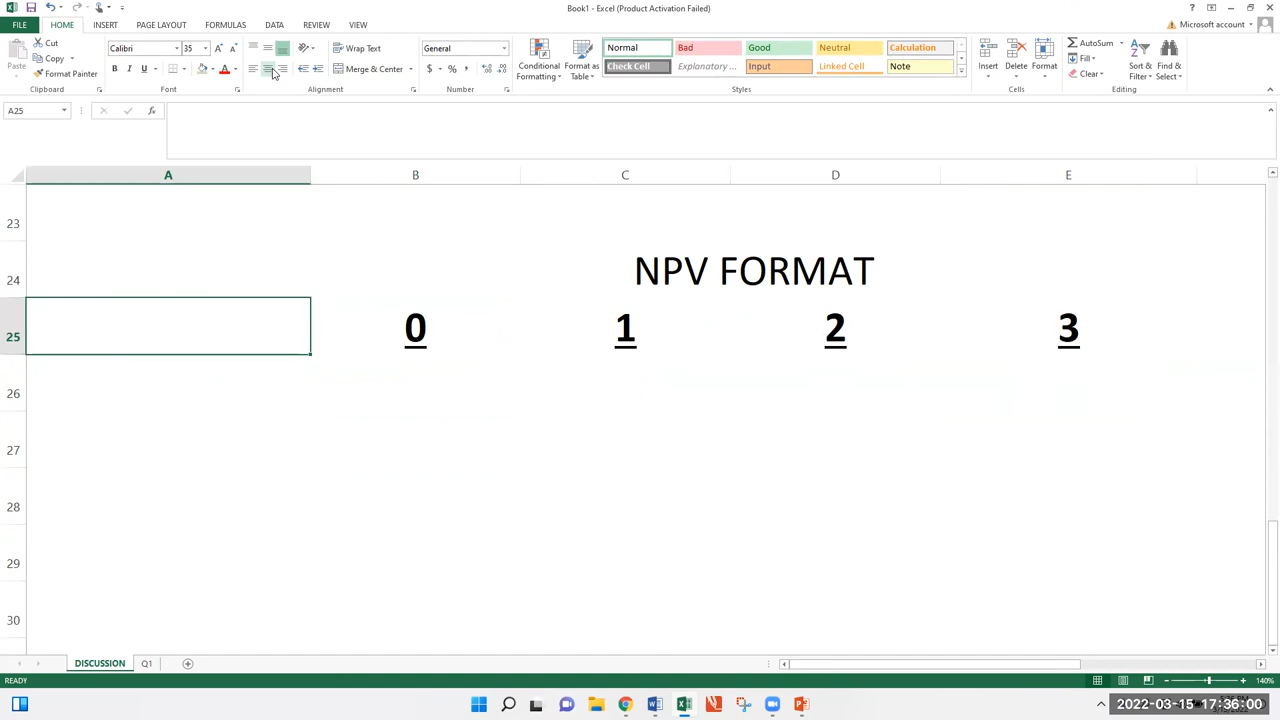 Book1 - Excel (Product Activation Failed)
FILE HOME INSERT PAGE LAYOUT FORMULAS DATA REVIEW VIEW Microsoft account
Paste
Cut
Copy
Format Painter
Clipboard
Calibri 35
B I U
Font
Wrap Text
Merge & Center
Alignment
General
$ % ,
Number
Conditional Formatting
Format as Table
Normal Bad Good Neutral Calculation
Check Cell Explanatory ... Input Linked Cell Note
Styles
Insert Delete Format
Cells
AutoSum
Fill
Clear
Sort & Filter
Find & Select
Editing
A25 fx
A B C D E
23
24 NPV FORMAT
25 0 1 2 3
26
27
28
29
30
DISCUSSION Q1
READY 140%
2022-03-15 17:36:00